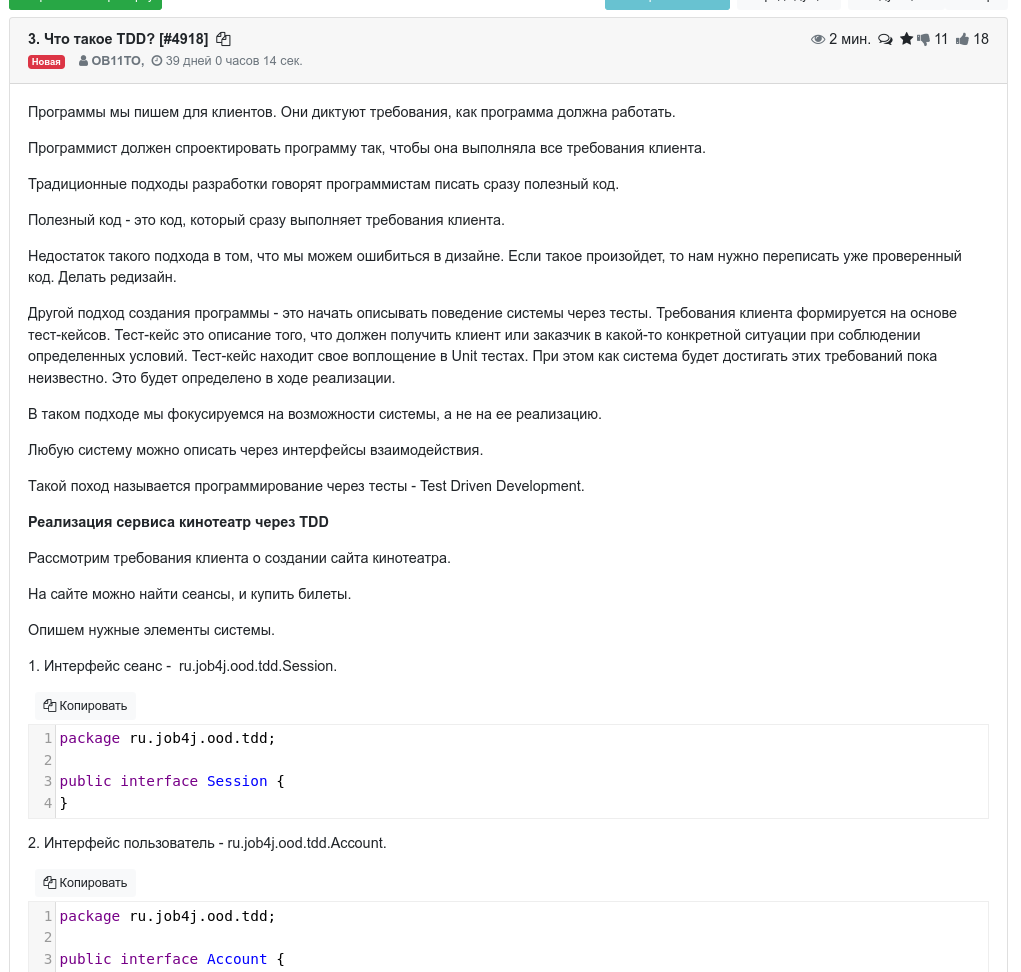 3. Что такое TDD? [#4918] 2 мин. 11 18
Новая OB11TO, 39 дней 0 часов 14 сек.
Программы мы пишем для клиентов. Они диктуют требования, как программа должна работать.
Программист должен спроектировать программу так, чтобы она выполняла все требования клиента.
Традиционные подходы разработки говорят программистам писать сразу полезный код.
Полезный код - это код, который сразу выполняет требования клиента.
Недостаток такого подхода в том, что мы можем ошибиться в дизайне. Если такое произойдет, то нам нужно переписать уже проверенный
код. Делать редизайн.
Другой подход создания программы - это начать описывать поведение системы через тесты. Требования клиента формируется на основе
тест-кейсов. Тест-кейс это описание того, что должен получить клиент или заказчик в какой-то конкретной ситуации при соблюдении
определенных условий. Тест-кейс находит свое воплощение в Unit тестах. При этом как система будет достигать этих требований пока
неизвестно. Это будет определено в ходе реализации.
В таком подходе мы фокусируемся на возможности системы, а не на ее реализацию.
Любую систему можно описать через интерфейсы взаимодействия.
Такой поход называется программирование через тесты - Test Driven Development.
Реализация сервиса кинотеатр через TDD
Рассмотрим требования клиента о создании сайта кинотеатра.
На сайте можно найти сеансы, и купить билеты.
Опишем нужные элементы системы.
1. Интерфейс сеанс - ru.job4j.ood.tdd.Session.
Копировать
1 package ru.job4j.ood.tdd;
2
3 public interface Session {
4 }
2. Интерфейс пользователь - ru.job4j.ood.tdd.Account.
Копировать
1 package ru.job4j.ood.tdd;
2
3 public interface Account {